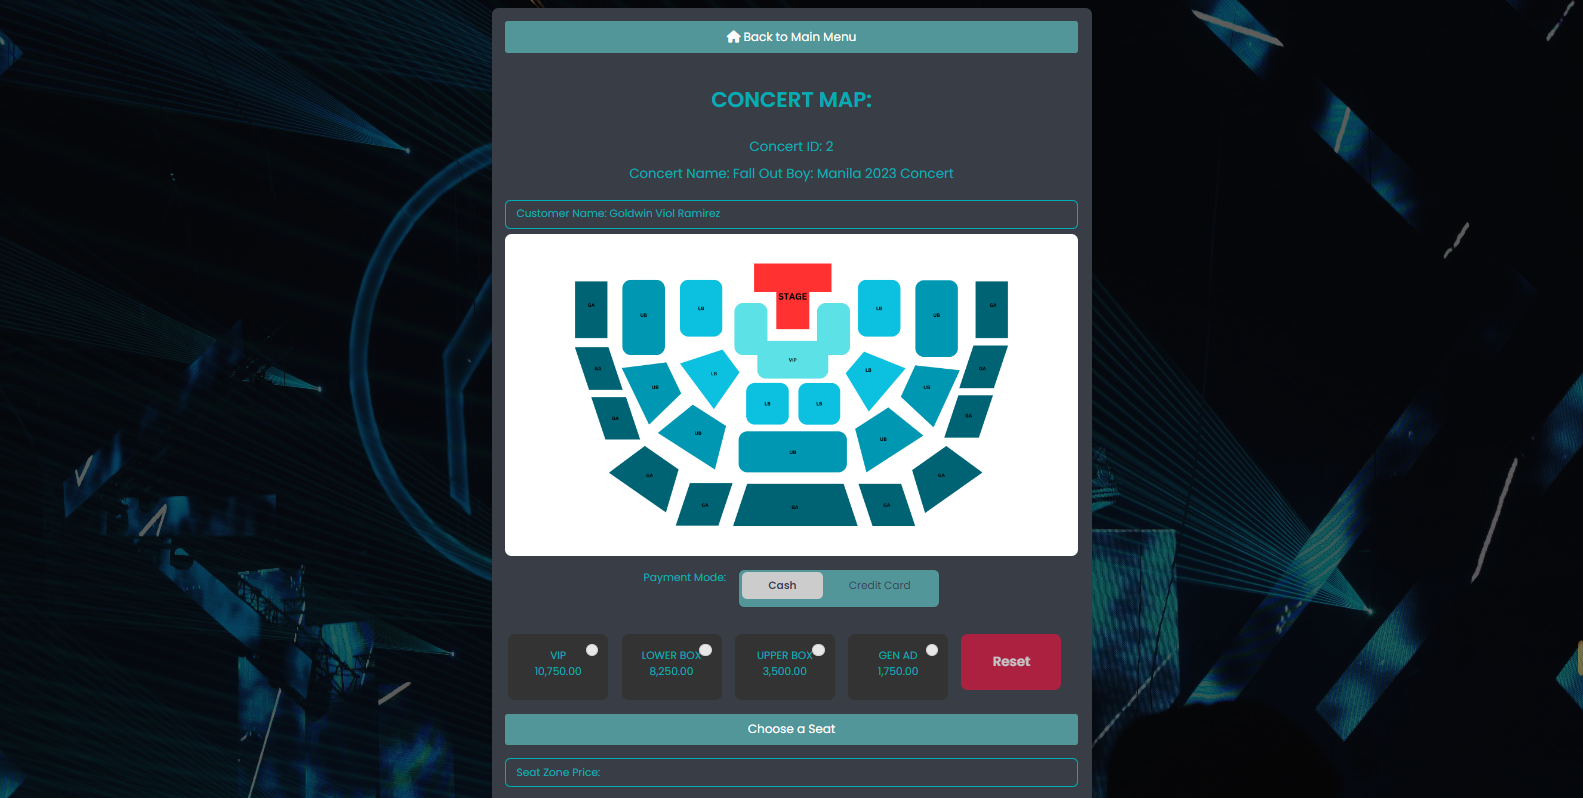 Back to Main Menu
CONCERT MAP:
Concert ID: 2
Concert Name: Fall Out Boy: Manila 2023 Concert
Customer Name: Goldwin Viol Ramirez
STAGE
GA
UB
LB
LB
UB
GA
VIP
GA
UB
LB
LB
UB
GA
GA
LB
LB
GA
UB
UB
UB
GA
GA
GA
GA
GA
Payment Mode:
Cash
Credit Card
VIP
10,750.00
LOWER BOX
8,250.00
UPPER BOX
3,500.00
GEN AD
1,750.00
Reset
Choose a Seat
Seat Zone Price: